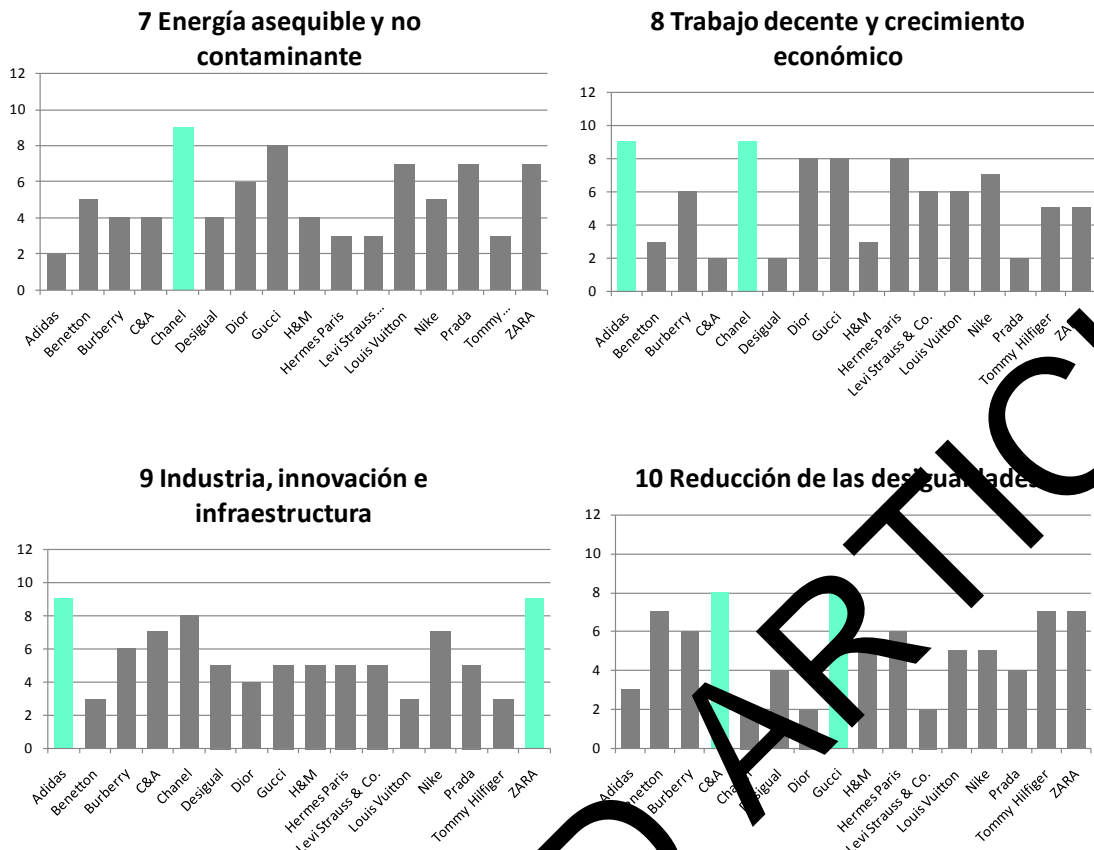 7 Energía asequible y no
contaminante
12
10
8
6
4
2
0
Adidas
Benetton
Burberry
C&A
Chanel
Desigual
Dior
Gucci
H&M
Hermes Paris
Levi Strauss...
Louis Vuitton
Nike
Prada
Tommy...
ZARA
8 Trabajo decente y crecimiento
económico
12
10
8
6
4
2
0
Adidas
Benetton
Burberry
C&A
Chanel
Desigual
Dior
Gucci
H&M
Hermes Paris
Levi Strauss & Co.
Louis Vuitton
Nike
Prada
Tommy Hilfiger
9 Industria, innovación e
infraestructura
12
10
8
6
4
2
0
Adidas
Benetton
Burberry
C&A
Chanel
Desigual
Dior
Gucci
H&M
Hermes Paris
Levi Strauss & Co.
Louis Vuitton
Nike
Prada
Tommy Hilfiger
ZARA
10 Reducción de las desigualdades
12
10
8
6
4
2
0
Adidas
Benetton
Burberry
C&A
Desigual
Dior
Gucci
H&M
Hermes Paris
Levi Strauss & Co.
Louis Vuitton
Nike
Prada
Tommy Hilfiger
ZARA
D ARTIC